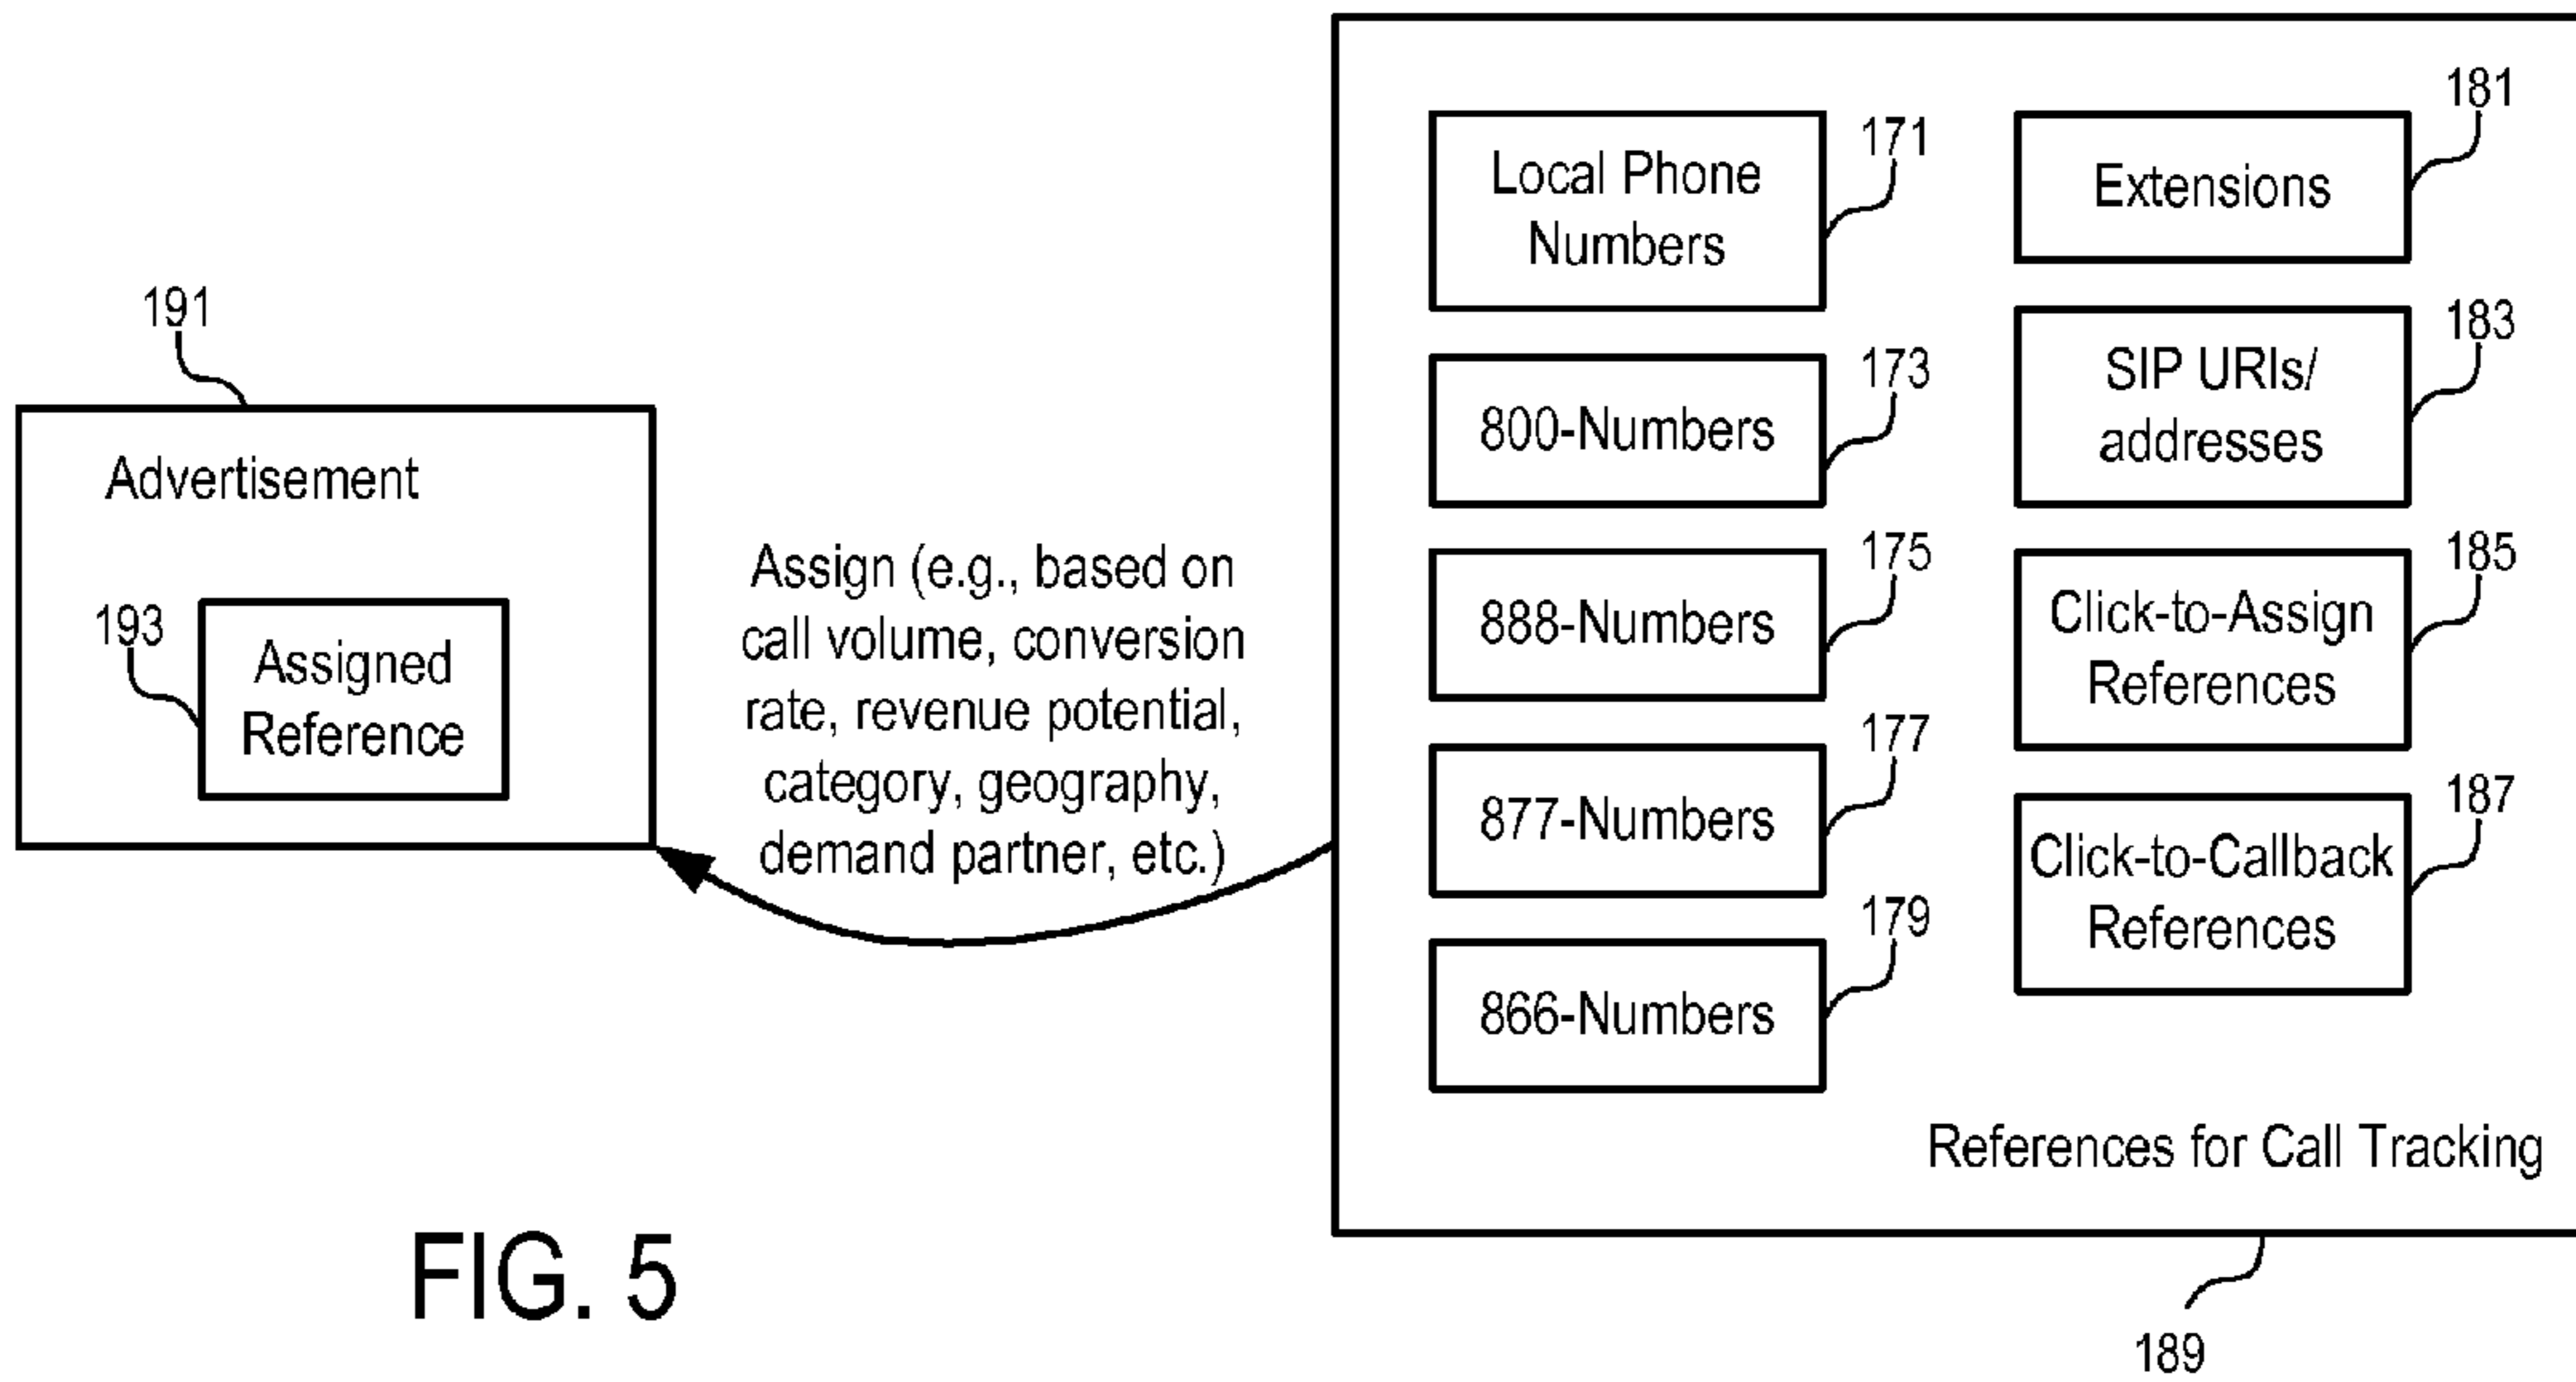 191
Advertisement
193
Assigned
Reference
Assign (e.g., based on
call volume, conversion
rate, revenue potential,
category, geography,
demand partner, etc.)
Local Phone
Numbers
171
800-Numbers
173
888-Numbers
175
877-Numbers
177
866-Numbers
179
Extensions
181
SIP URIs/
addresses
183
Click-to-Assign
References
185
Click-to-Callback
References
187
References for Call Tracking
189
FIG. 5